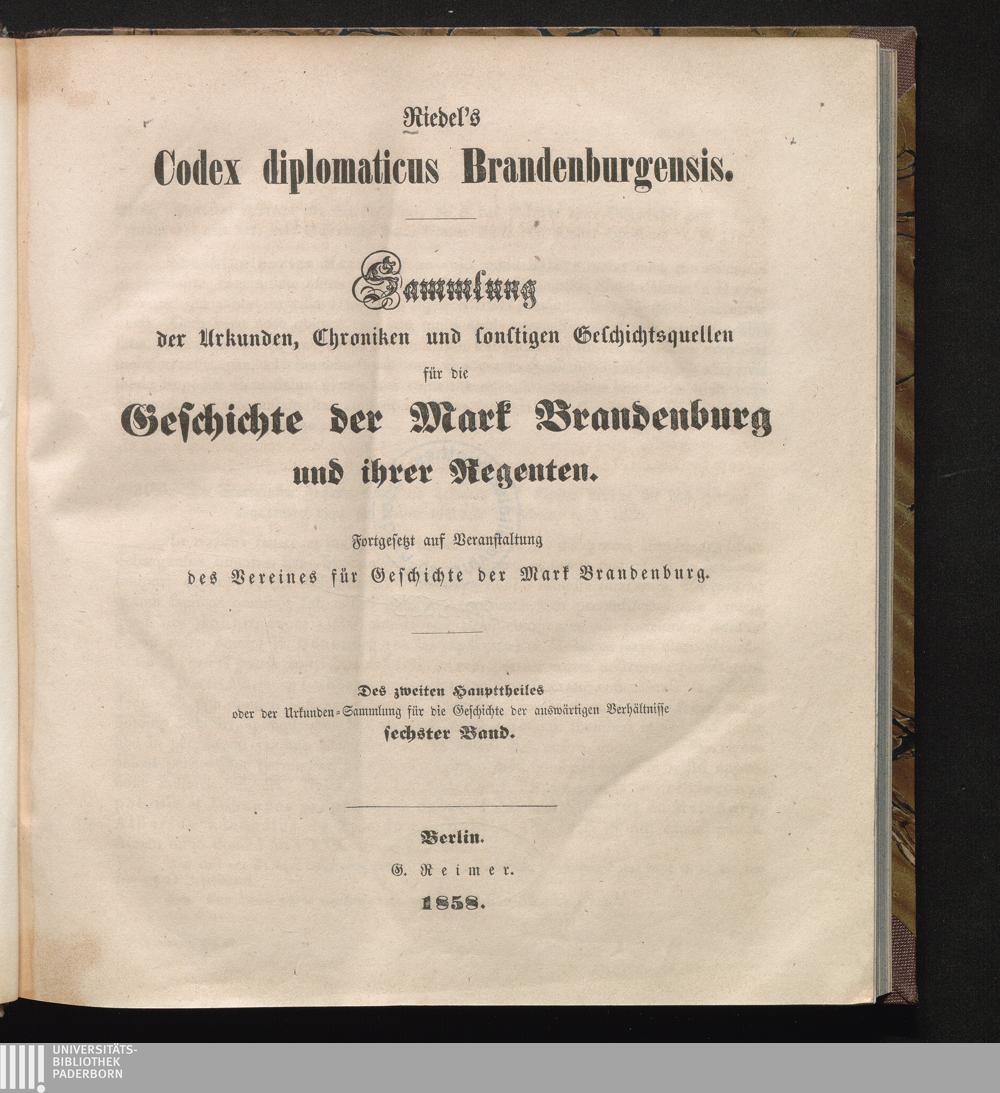 Riedel's
Codex diplomaticus Brandenburgensis.
Sammlung
der Urkunden, Chroniken und sonstigen Geschichtsquellen
für die
Geschichte der Mark Brandenburg
und ihrer Regenten.
Fortgesetzt auf Veranstaltung
des Vereines für Geschichte der Mark Brandenburg.
Des zweiten Haupttheiles
oder der Urkunden-Sammlung für die Geschichte der auswärtigen Verhältnisse
sechster Band.
Berlin.
G. Reimer.
1858.
UNIVERSITÄTS-
BIBLIOTHEK
PADERBORN